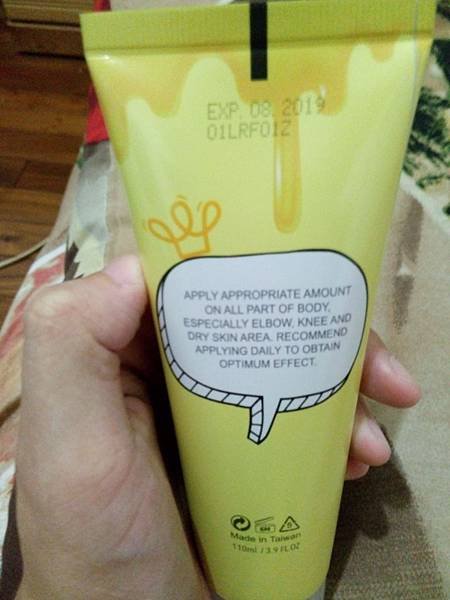 EXP. 08. 2019
01LRF01Z
APPLY APPROPRIATE AMOUNT
ON ALL PART OF BODY,
ESPECIALLY ELBOW, KNEE AND
DRY SKIN AREA. RECOMMEND
APPLYING DAILY TO OBTAIN
OPTIMUM EFFECT.
Made in Taiwan
110ml / 3.9 FL.OZ